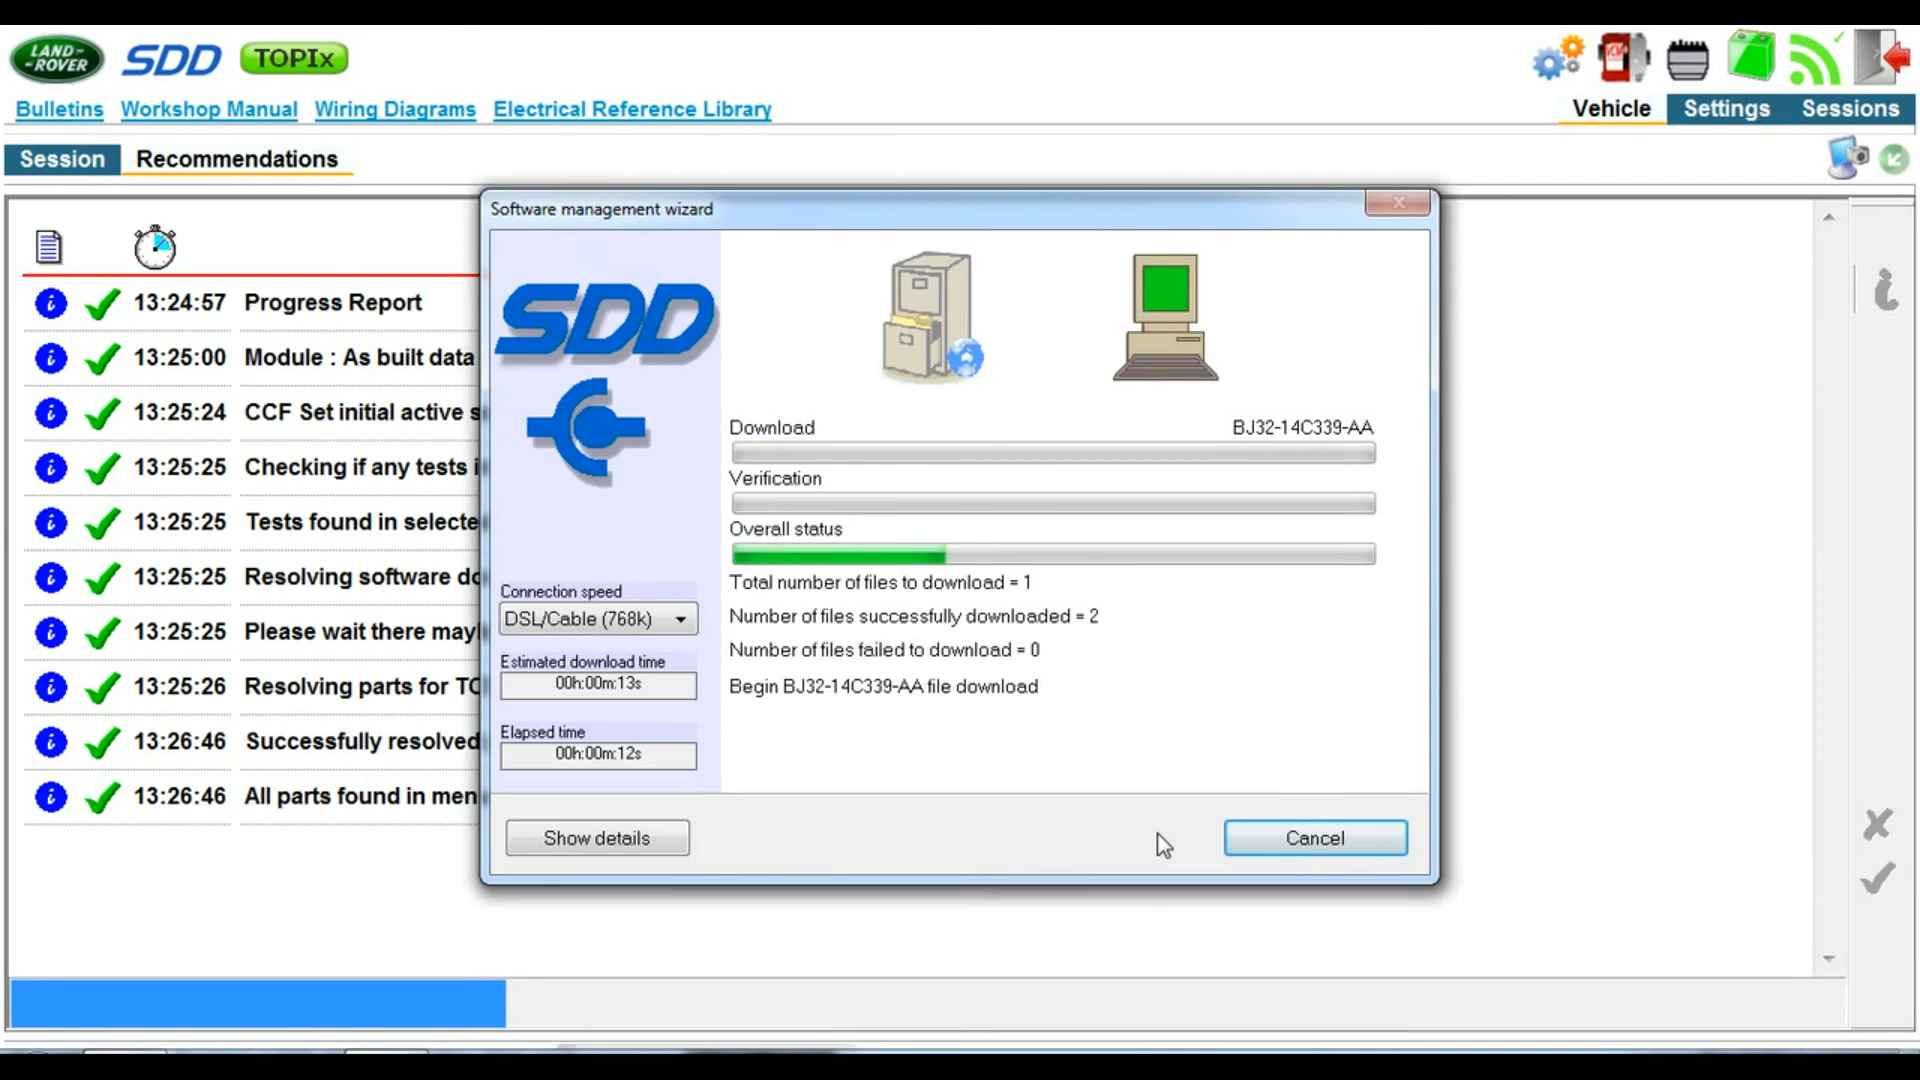 LAND-
-ROVER
SDD
TOPIx
Bulletins Workshop Manual Wiring Diagrams Electrical Reference Library
Vehicle Settings Sessions
Session Recommendations
13:24:57 Progress Report
13:25:00 Module : As built data
13:25:24 CCF Set initial active s
13:25:25 Checking if any tests i
13:25:25 Tests found in selecte
13:25:25 Resolving software do
13:25:25 Please wait there mayb
13:25:26 Resolving parts for TC
13:26:46 Successfully resolved
13:26:46 All parts found in men
Software management wizard
SDD
Download BJ32-14C339-AA
Verification
Overall status
Total number of files to download = 1
Number of files successfully downloaded = 2
Number of files failed to download = 0
Begin BJ32-14C339-AA file download
Connection speed
DSL/Cable (768k)
Estimated download time
00h:00m:13s
Elapsed time
00h:00m:12s
Show details
Cancel